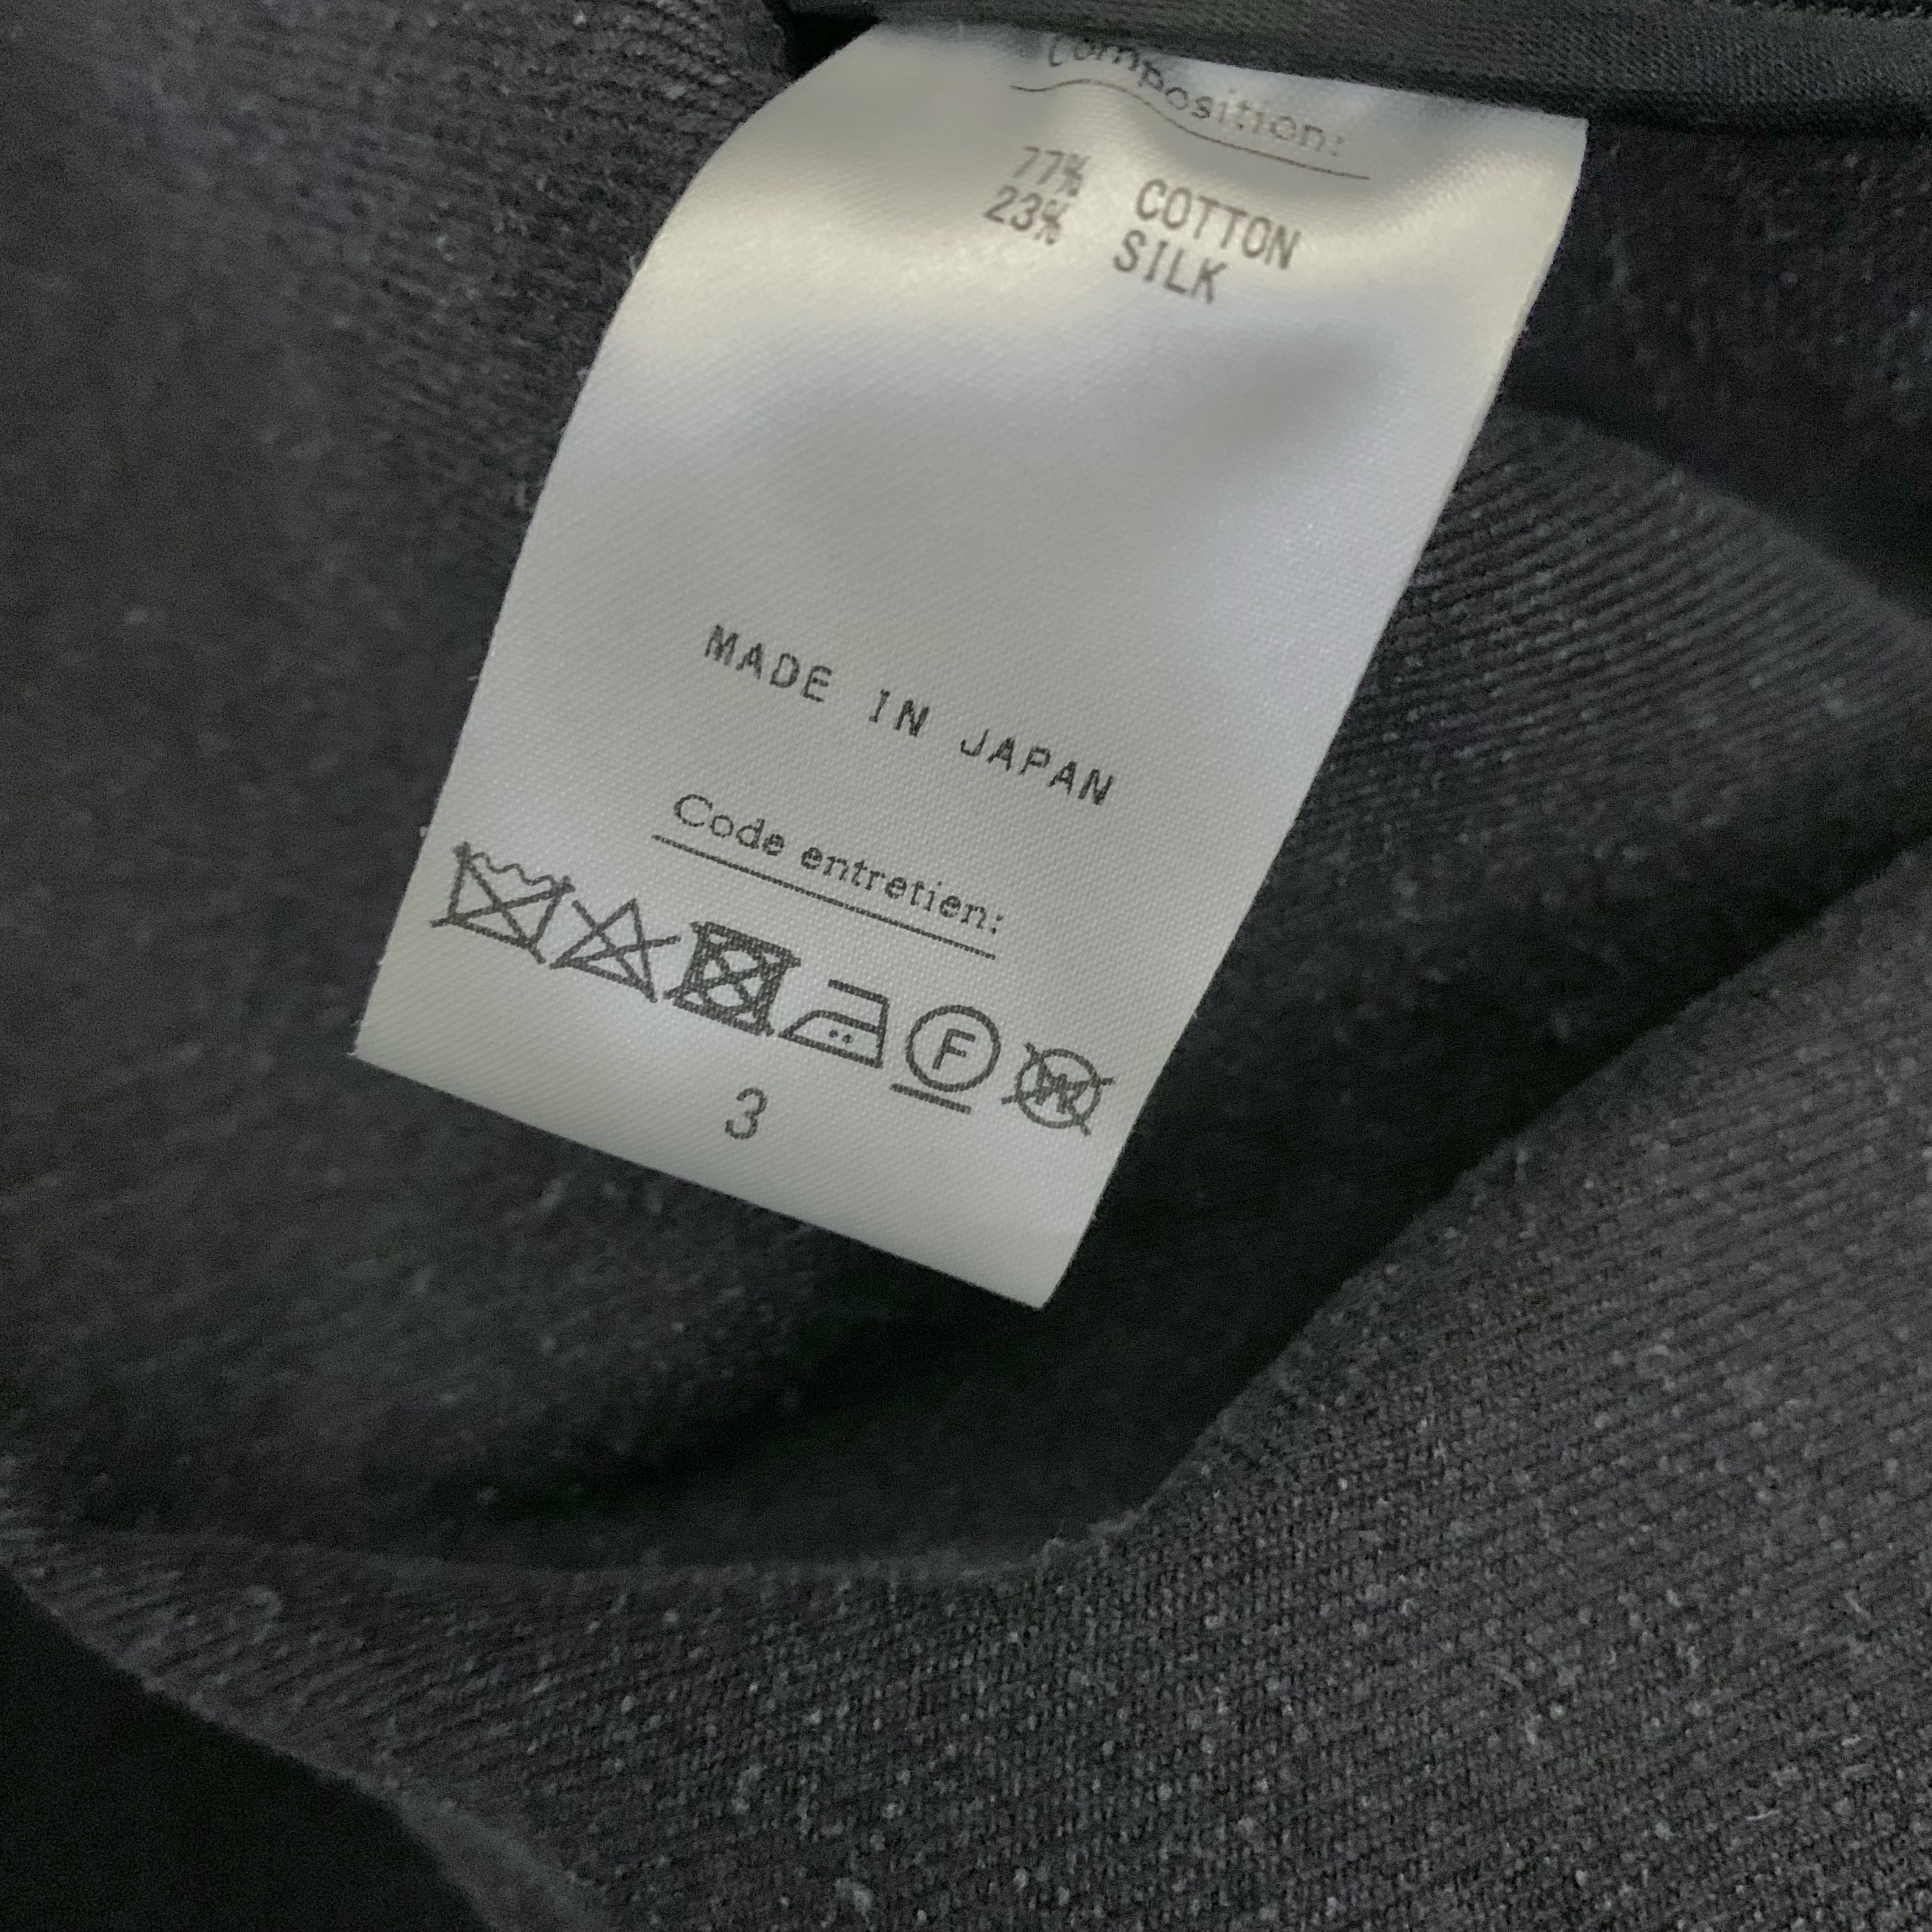 Composition:
77% COTTON
23% SILK
MADE IN JAPAN
Code entretien:
F W
3